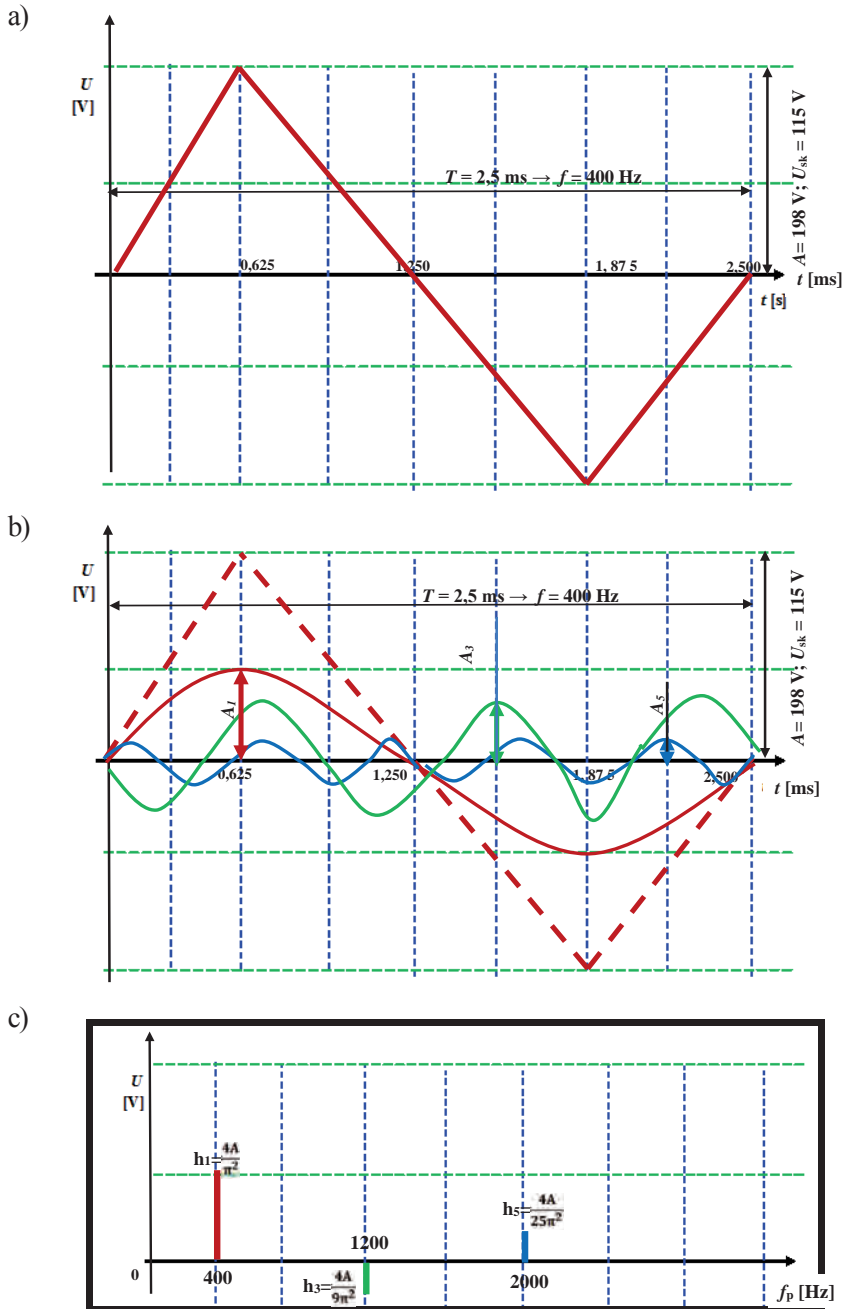 a)
U
[V]
T = 2,5 ms → f = 400 Hz
A = 198 V; Usk = 115 V
0,625
1,250
1, 87 5
2,500
t [ms]
t [s]
b)
U
[V]
T = 2,5 ms → f = 400 Hz
A = 198 V; Usk = 115 V
A1
A3
A5
0,625
1,250
1, 87 5
2,500
t [ms]
c)
U
[V]
h1=4A/π²
h5=4A/25π²
1200
0
400
h3=4A/9π²
2000
fp [Hz]